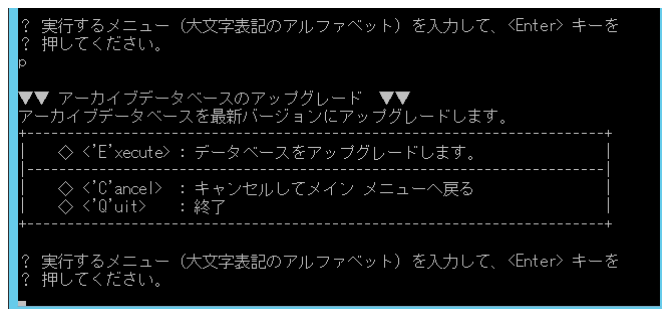 ? 実行するメニュー (大文字表記のアルファベット) を入力して、<Enter> キーを
? 押してください。
p
▼▼ アーカイブデータベースのアップグレード ▼▼
アーカイブデータベースを最新バージョンにアップグレードします。
+----------------------------------------------------------------------+
| ◇ <'E'xecute> : データベースをアップグレードします。 |
|----------------------------------------------------------------------|
| ◇ <'C'ancel> : キャンセルしてメイン メニューへ戻る |
| ◇ <'Q'uit> : 終了 |
+----------------------------------------------------------------------+
? 実行するメニュー (大文字表記のアルファベット) を入力して、<Enter> キーを
? 押してください。